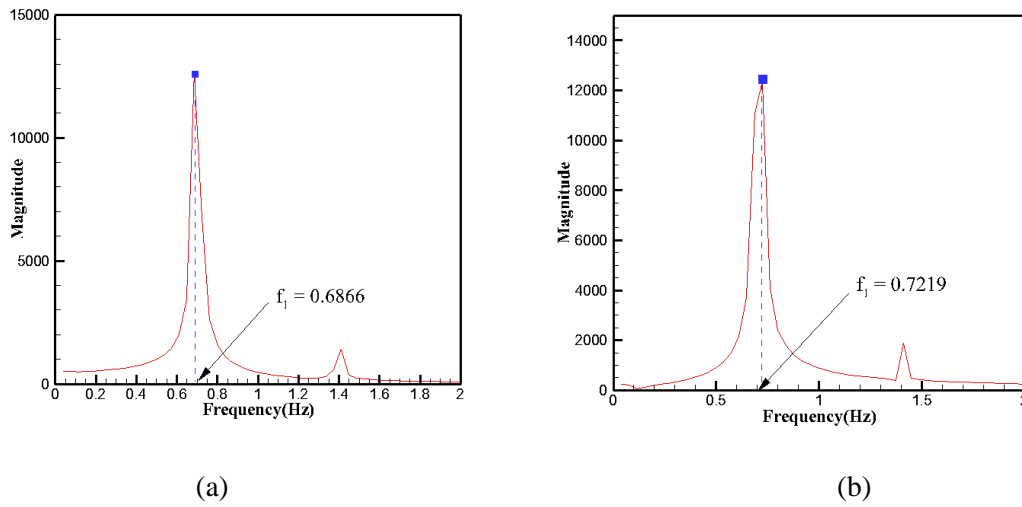 15000
10000
5000
0
Magnitude
f1 = 0.6866
0 0.2 0.4 0.6 0.8 1 1.2 1.4 1.6 1.8 2
Frequency(Hz)
(a)
14000
12000
10000
8000
6000
4000
2000
0
Magnitude
f1 = 0.7219
0 0.5 1 1.5 2
Frequency(Hz)
(b)